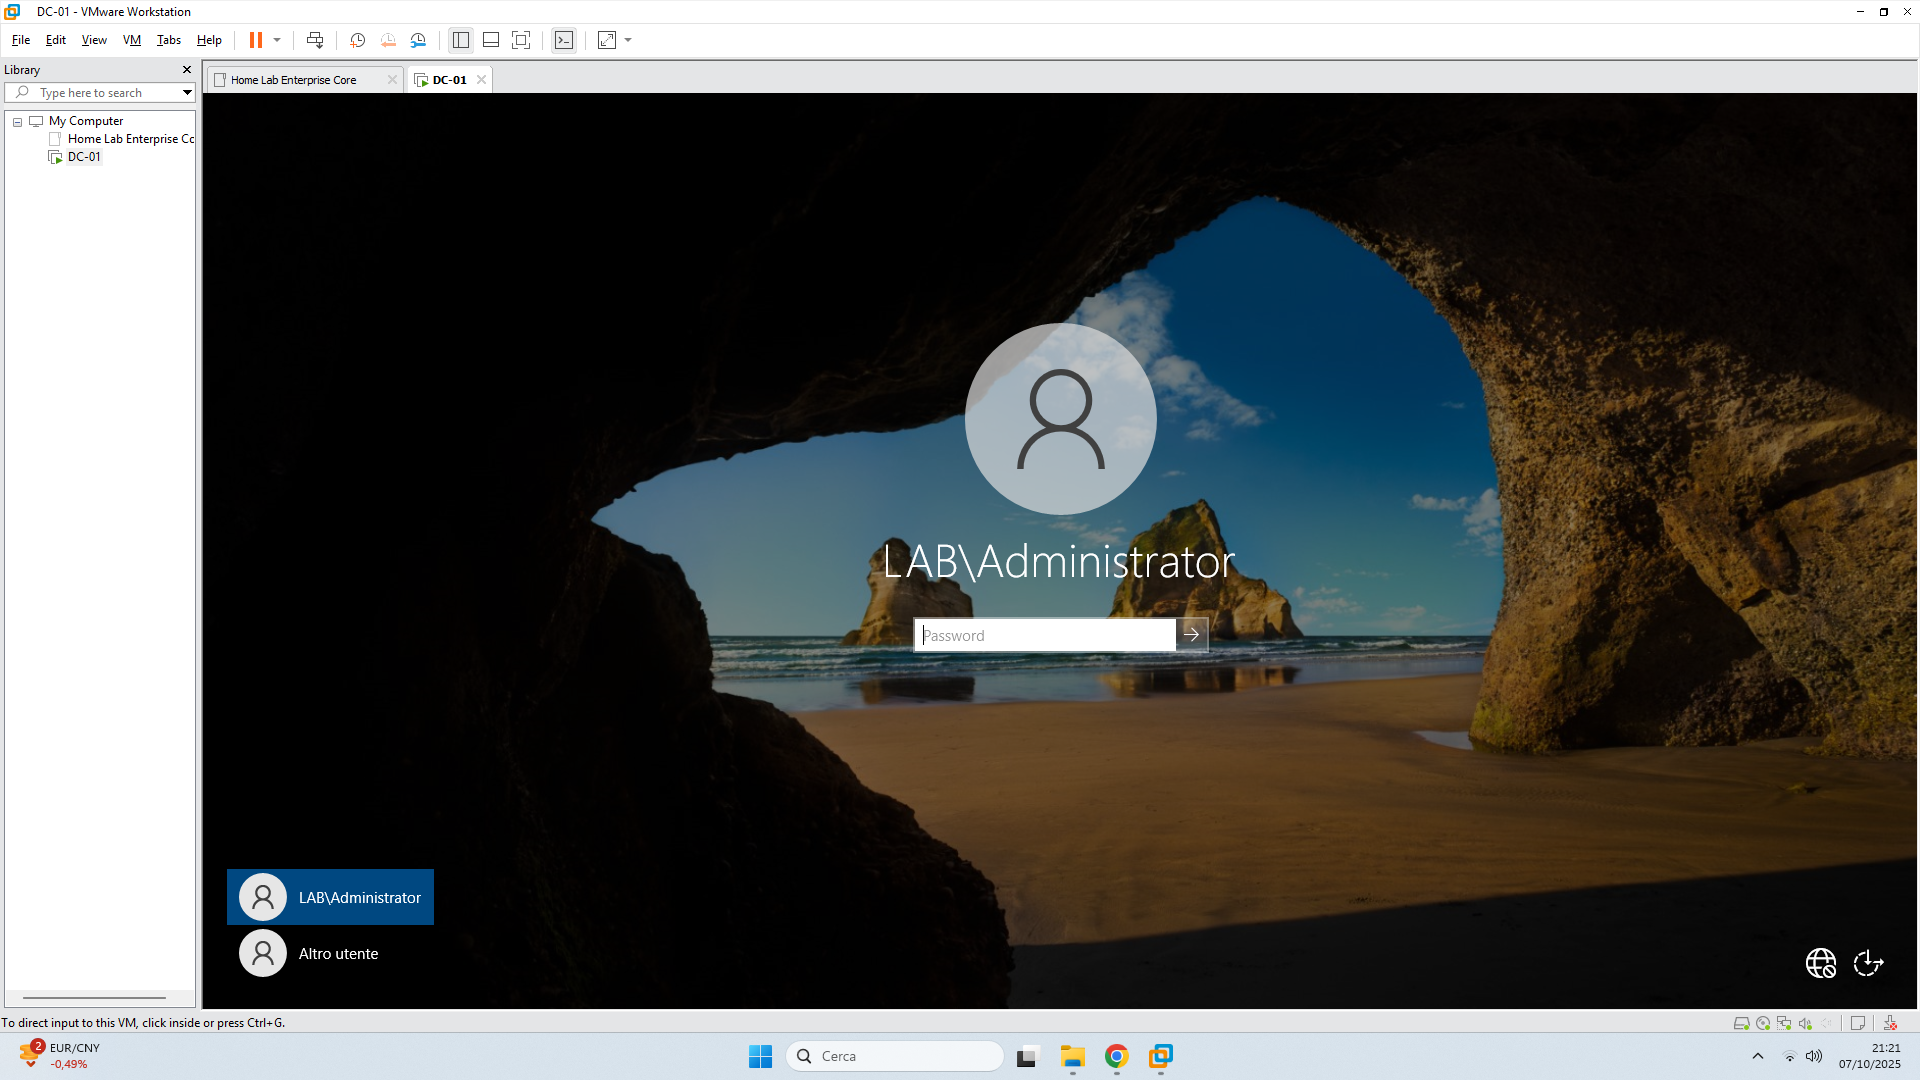 DC-01 - VMware Workstation
File Edit View VM Tabs Help
Library
Type here to search
My Computer
Home Lab Enterprise Cc
DC-01
Home Lab Enterprise Core
DC-01
LAB\Administrator
Password
LAB\Administrator
Altro utente
To direct input to this VM, click inside or press Ctrl+G.
2
EUR/CNY
-0,49%
Cerca
21:21
07/10/2025